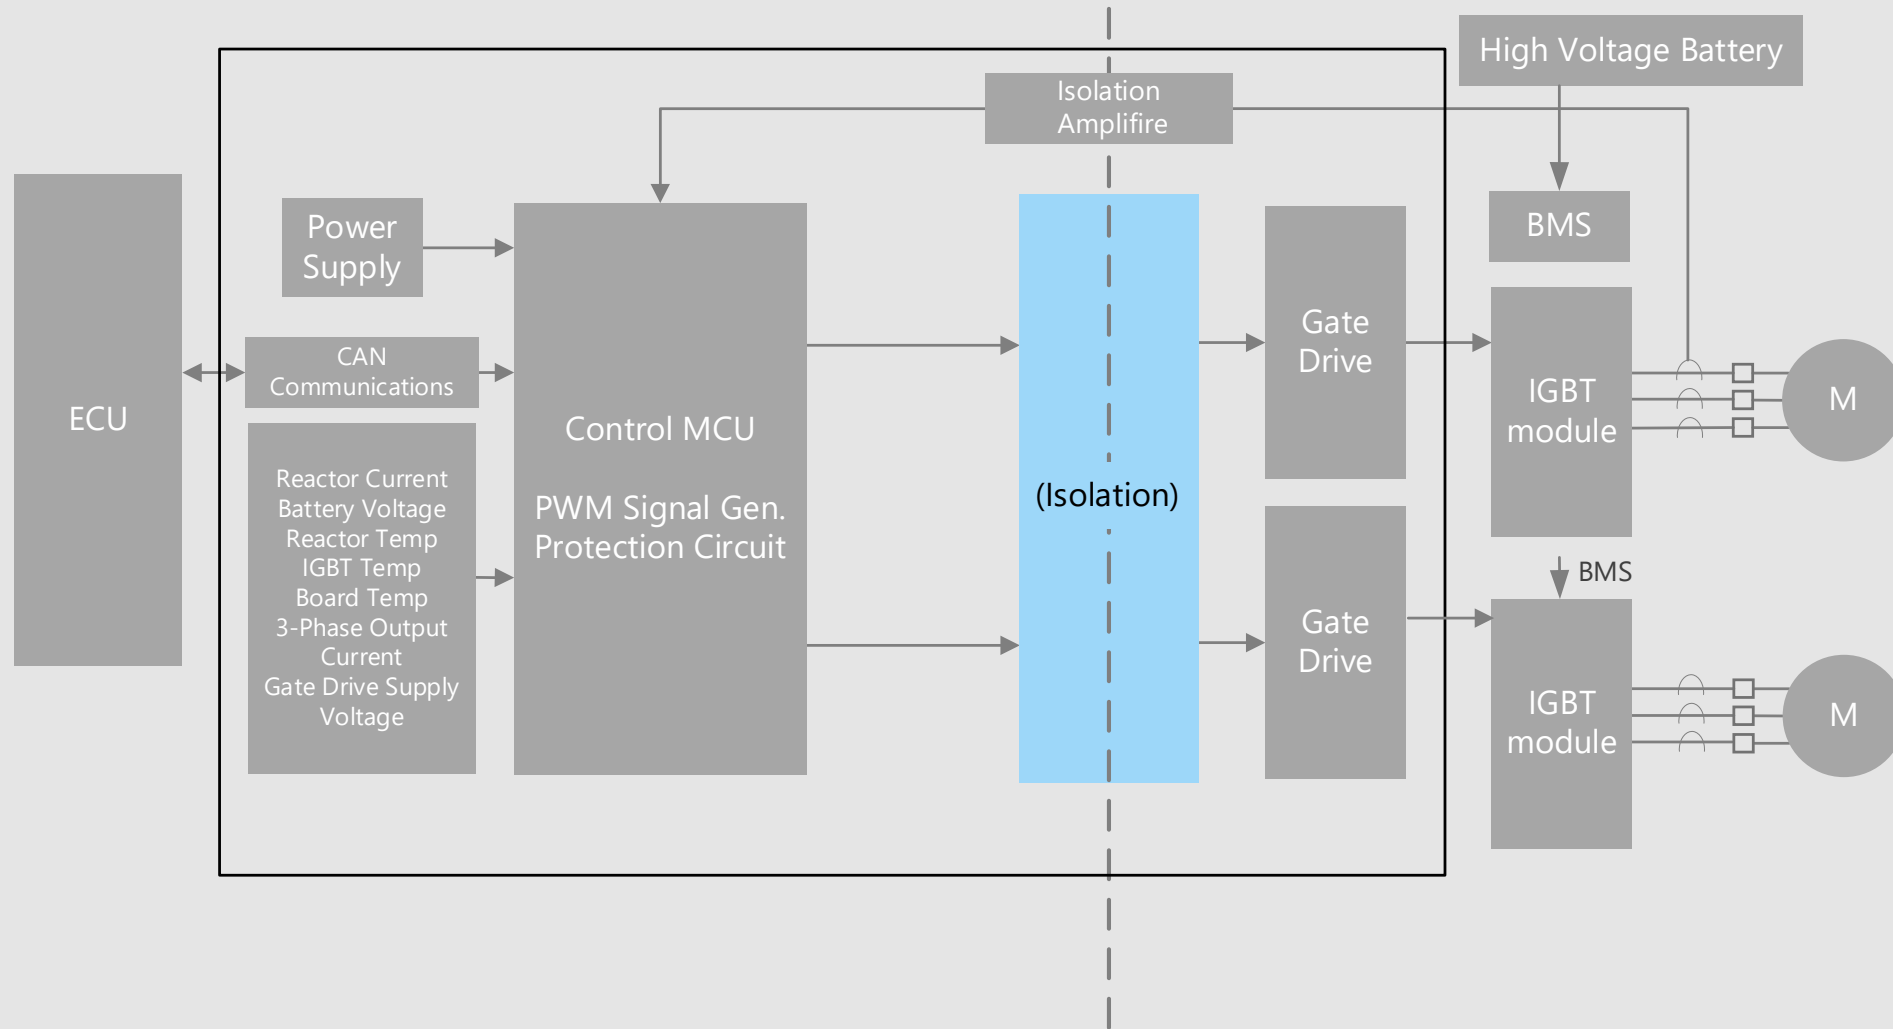 High Voltage Battery
Isolation
Amplifire
Power
Supply
BMS
CAN
Communications
ECU
Control MCU
PWM Signal Gen.
Protection Circuit
Reactor Current
Battery Voltage
Reactor Temp
IGBT Temp
Board Temp
3-Phase Output
Current
Gate Drive Supply
Voltage
(Isolation)
Gate
Drive
IGBT
module
M
BMS
Gate
Drive
IGBT
module
M